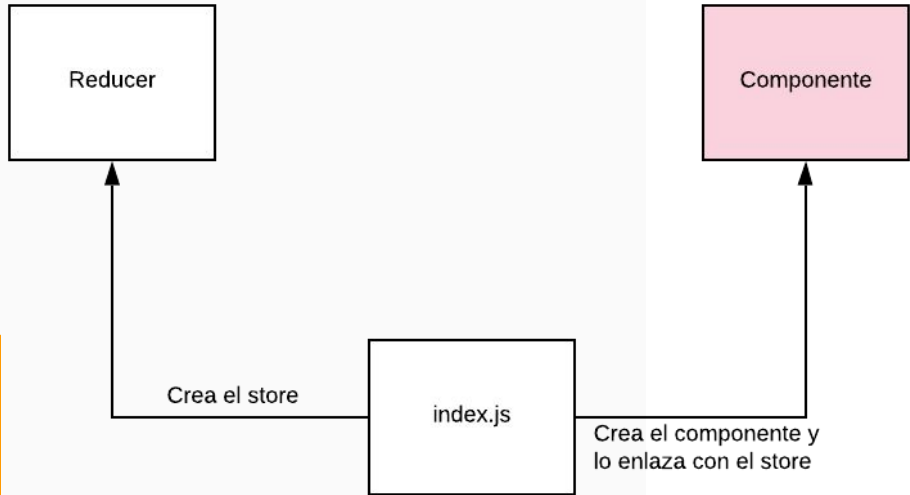 Reducer
Componente
Crea el store
index.js
Crea el componente y
lo enlaza con el store